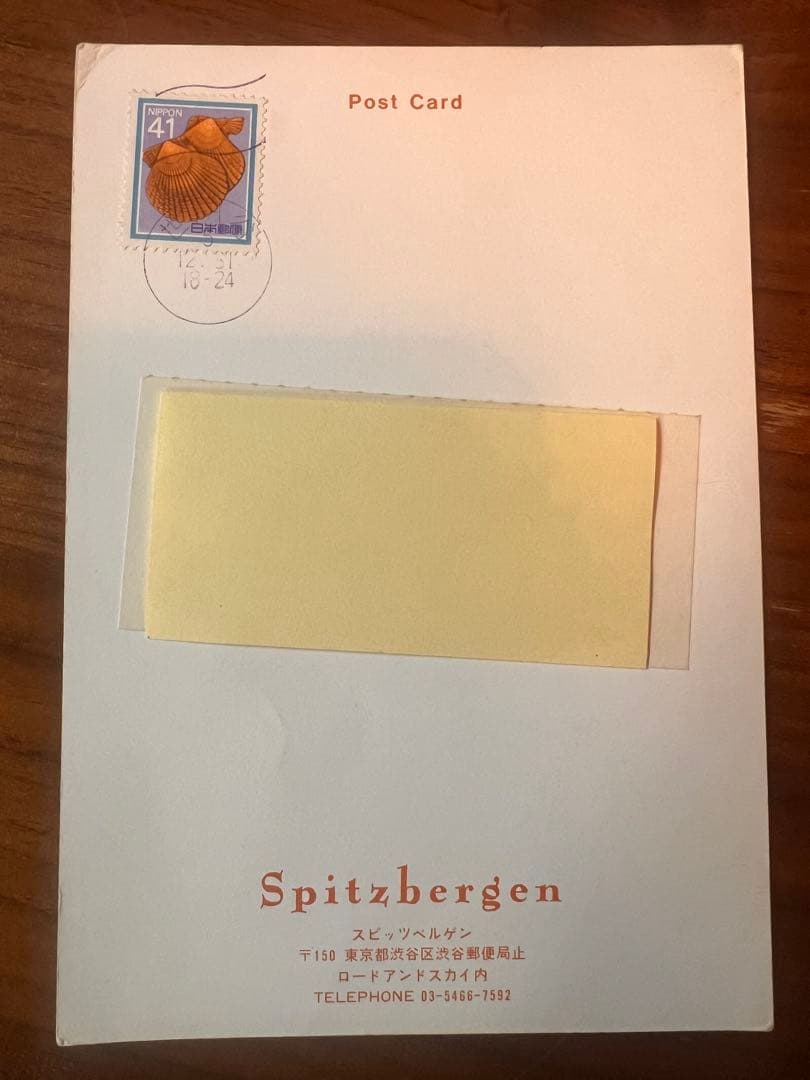 Post Card
NIPPON
41
日本郵便
12. 31
18-24
Spitzbergen
スピッツベルゲン
〒150 東京都渋谷区渋谷郵便局止
ロードアンドスカイ内
TELEPHONE 03-5466-7592